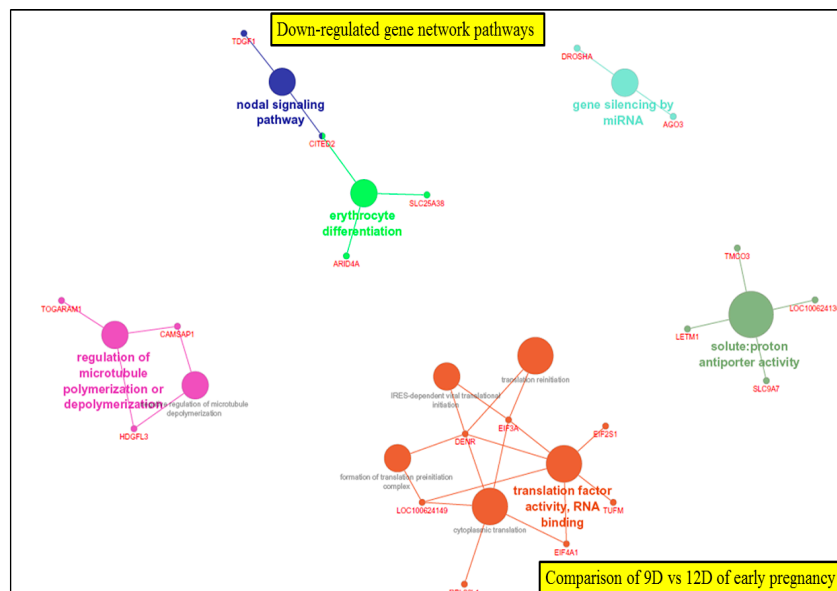 Down-regulated gene network pathways
TDGF1
nodal signaling
pathway
CITED2
DROSHA
gene silencing by
miRNA
AGO3
SLC25A38
erythrocyte
differentiation
ARID4A
TMCO3
LETM1
solute:proton
antiporter activity
SLC9A7
TOGARAM1
CAMSAP1
regulation of
microtubule
polymerization or
depolymerization
regulation of microtubule
depolymerization
HDGFL3
translation reinitiation
IRES-dependent viral translational
initiation
EIF3A
DENR
EIF2S1
formation of translation preinitiation
complex
translation factor
activity, RNA
binding
LOC100624149
TUFM
cytoplasmic translation
EIF4A1
Comparison of 9D vs 12D of early pregnancy